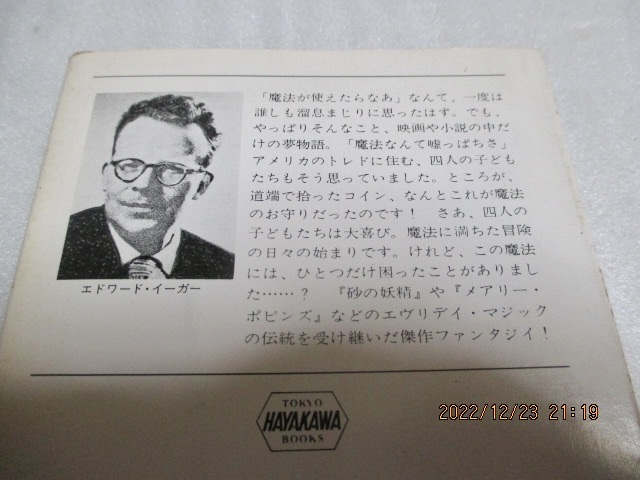 「魔法が使えたらなあ」なんて、一度は
誰しも溜息まじりに思ったはず。でも、
やっぱりそんなこと、映画や小説の中だ
けの夢物語。「魔法なんて嘘っぱちさ」
アメリカのトレドに住む、四人の子ども
たちもそう思っていました。ところが、
道端で拾ったコイン、なんとこれが魔法
のお守りだったのです！　さあ、四人の
子どもたちは大喜び。魔法に満ちた冒険
の日々の始まりです。けれど、この魔法
には、ひとつだけ困ったことがありまし
た……？　『砂の妖精』や『メアリー・
ポピンズ』などのエヴリデイ・マジック
の伝統を受け継いだ傑作ファンタジイ！
エドワード・イーガー
TOKYO
HAYAKAWA
BOOKS
2022/12/23 21:19